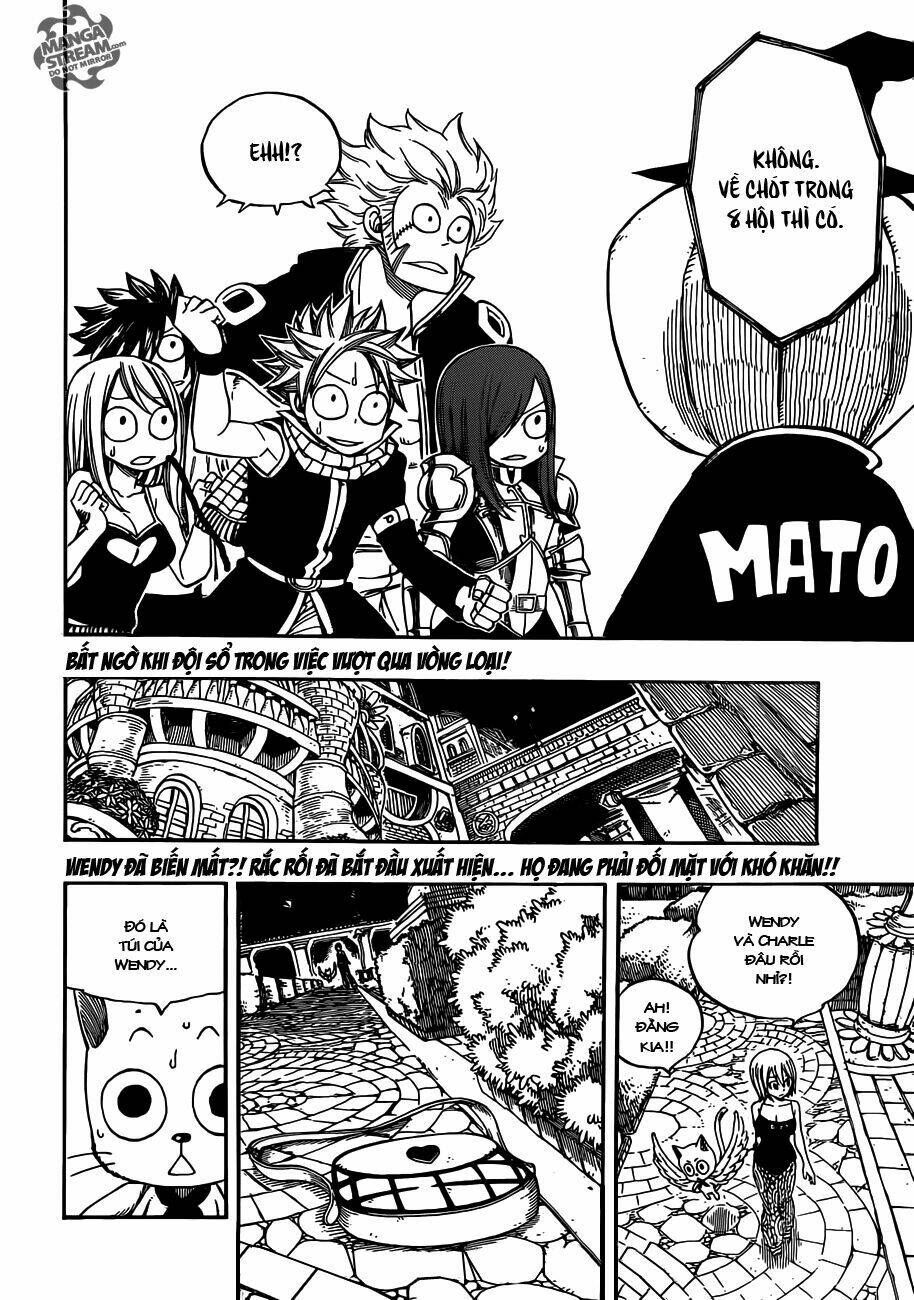 MANGA
STREAM.com
DO NOT MIRROR
EHH!?
KHÔNG.
VỀ CHÓT TRONG
8 HỘI THÌ CÓ.
MATO
BẤT NGỜ KHI ĐỘI SỔ TRONG VIỆC VƯỢT QUA VÒNG LOẠI!
WENDY ĐÃ BIẾN MẤT?! RẮC RỐI ĐÃ BẮT ĐẦU XUẤT HIỆN... HỌ ĐANG PHẢI ĐỐI MẶT VỚI KHÓ KHĂN!!
ĐÓ LÀ
TÚI CỦA
WENDY...
WENDY
VÀ CHARLE
ĐÂU RỒI
NHỈ?!
AH!
ĐẰNG
KIA!!